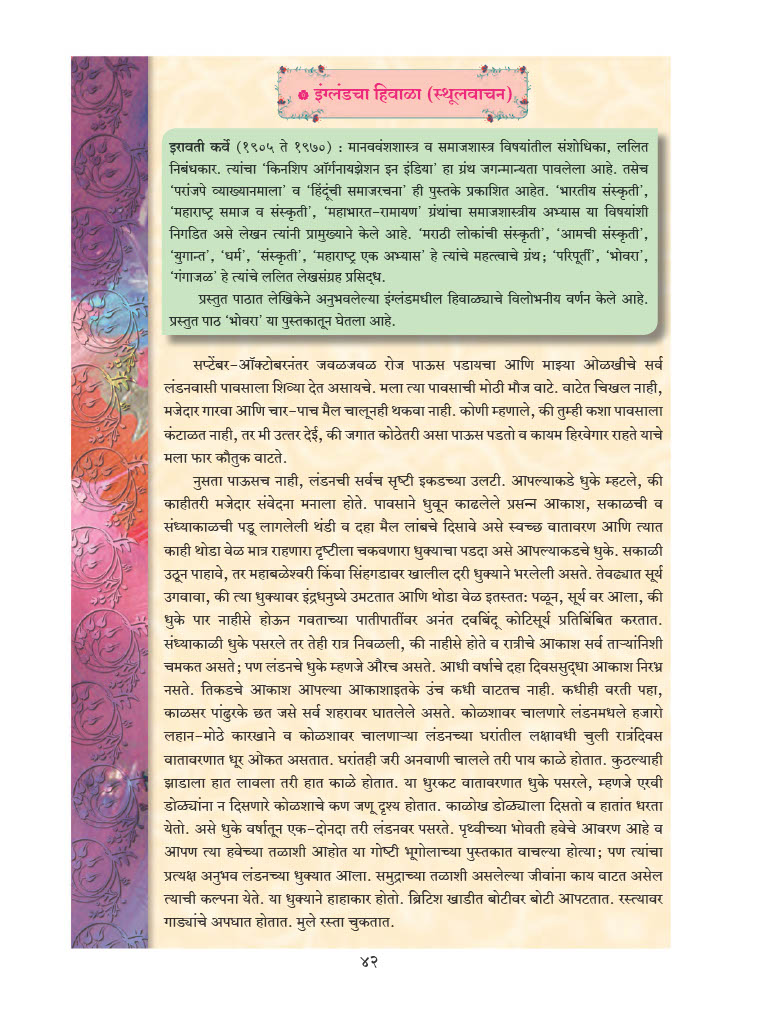 इंग्लंडचा हिवाळा (स्थूलवाचन)
इरावती कर्वे (१९०५ ते १९७०) : मानववंशशास्त्र व समाजशास्त्र विषयांतील संशोधिका, ललित
निबंधकार. त्यांचा ‘किनशिप ऑर्गनायझेशन इन इंडिया’ हा ग्रंथ जगन्मान्यता पावलेला आहे. तसेच
‘परांजपे व्याख्यानमाला’ व ‘हिंदूंची समाजरचना’ ही पुस्तके प्रकाशित आहेत. ‘भारतीय संस्कृती’,
‘महाराष्ट्र समाज व संस्कृती’, ‘महाभारत-रामायण’ ग्रंथांचा समाजशास्त्रीय अभ्यास या विषयांशी
निगडित असे लेखन त्यांनी प्रामुख्याने केले आहे. ‘मराठी लोकांची संस्कृती’, ‘आमची संस्कृती’,
‘युगान्त’, ‘धर्म’, ‘संस्कृती’, ‘महाराष्ट्र एक अभ्यास’ हे त्यांचे महत्त्वाचे ग्रंथ; ‘परिपूर्ती’, ‘भोवरा’,
‘गंगाजळ’ हे त्यांचे ललित लेखसंग्रह प्रसिद्ध.
प्रस्तुत पाठात लेखिकेने अनुभवलेल्या इंग्लंडमधील हिवाळ्याचे विलोभनीय वर्णन केले आहे.
प्रस्तुत पाठ ‘भोवरा’ या पुस्तकातून घेतला आहे.
सप्टेंबर-ऑक्टोबरनंतर जवळजवळ रोज पाऊस पडायचा आणि माझ्या ओळखीचे सर्व
लंडनवासी पावसाला शिव्या देत असायचे. मला त्या पावसाची मोठी मौज वाटे. वाटेत चिखल नाही,
मजेदार गारवा आणि चार-पाच मैल चालूनही थकवा नाही. कोणी म्हणाले, की तुम्ही कशा पावसाला
कंटाळत नाही, तर मी उत्तर देई, की जगात कोठेतरी असा पाऊस पडतो व कायम हिरवेगार राहते याचे
मला फार कौतुक वाटते.
नुसता पाऊसच नाही, लंडनची सर्वच सृष्टी इकडच्या उलटी. आपल्याकडे धुके म्हटले, की
काहीतरी मजेदार संवेदना मनाला होते. पावसाने धुवून काढलेले प्रसन्न आकाश, सकाळची व
संध्याकाळची पडू लागलेली थंडी व दहा मैल लांबचे दिसावे असे स्वच्छ वातावरण आणि त्यात
काही थोडा वेळ मात्र राहणारा दृष्टीला चकवणारा धुक्याचा पडदा असे आपल्याकडचे धुके. सकाळी
उठून पाहावे, तर महाबळेश्वरी किंवा सिंहगडावर खालील दरी धुक्याने भरलेली असते. तेवढ्यात सूर्य
उगवावा, की त्या धुक्यावर इंद्रधनुष्ये उमटतात आणि थोडा वेळ इतस्तत: पळून, सूर्य वर आला, की
धुके पार नाहीसे होऊन गवताच्या पातीपातींवर अनंत दवबिंदू कोटिसूर्य प्रतिबिंबित करतात.
संध्याकाळी धुके पसरले तर तेही रात्र निवळली, की नाहीसे होते व रात्रीचे आकाश सर्व ताऱ्यांनिशी
चमकत असते; पण लंडनचे धुके म्हणजे औरच असते. आधी वर्षाचे दहा दिवससुद्धा आकाश निरभ्र
नसते. तिकडचे आकाश आपल्या आकाशाइतके उंच कधी वाटतच नाही. कधीही वरती पहा,
काळसर पांढुरके छत जसे सर्व शहरावर घातलेले असते. कोळशावर चालणारे लंडनमधले हजारो
लहान-मोठे कारखाने व कोळशावर चालणाऱ्या लंडनच्या घरांतील लक्षावधी चुली रात्रंदिवस
वातावरणात धूर ओकत असतात. घरांतही जरी अनवाणी चालले तरी पाय काळे होतात. कुठल्याही
झाडाला हात लावला तरी हात काळे होतात. या धुरकट वातावरणात धुके पसरले, म्हणजे एरवी
डोळ्यांना न दिसणारे कोळशाचे कण जणू दृश्य होतात. काळोख डोळ्याला दिसतो व हातांत धरता
येतो. असे धुके वर्षातून एक-दोनदा तरी लंडनवर पसरते. पृथ्वीच्या भोवती हवेचे आवरण आहे व
आपण त्या हवेच्या तळाशी आहोत या गोष्टी भूगोलाच्या पुस्तकात वाचल्या होत्या; पण त्यांचा
प्रत्यक्ष अनुभव लंडनच्या धुक्यात आला. समुद्राच्या तळाशी असलेल्या जीवांना काय वाटत असेल
त्याची कल्पना येते. या धुक्याने हाहाकार होतो. ब्रिटिश खाडीत बोटीवर बोटी आपटतात. रस्त्यावर
गाड्यांचे अपघात होतात. मुले रस्ता चुकतात.
४२